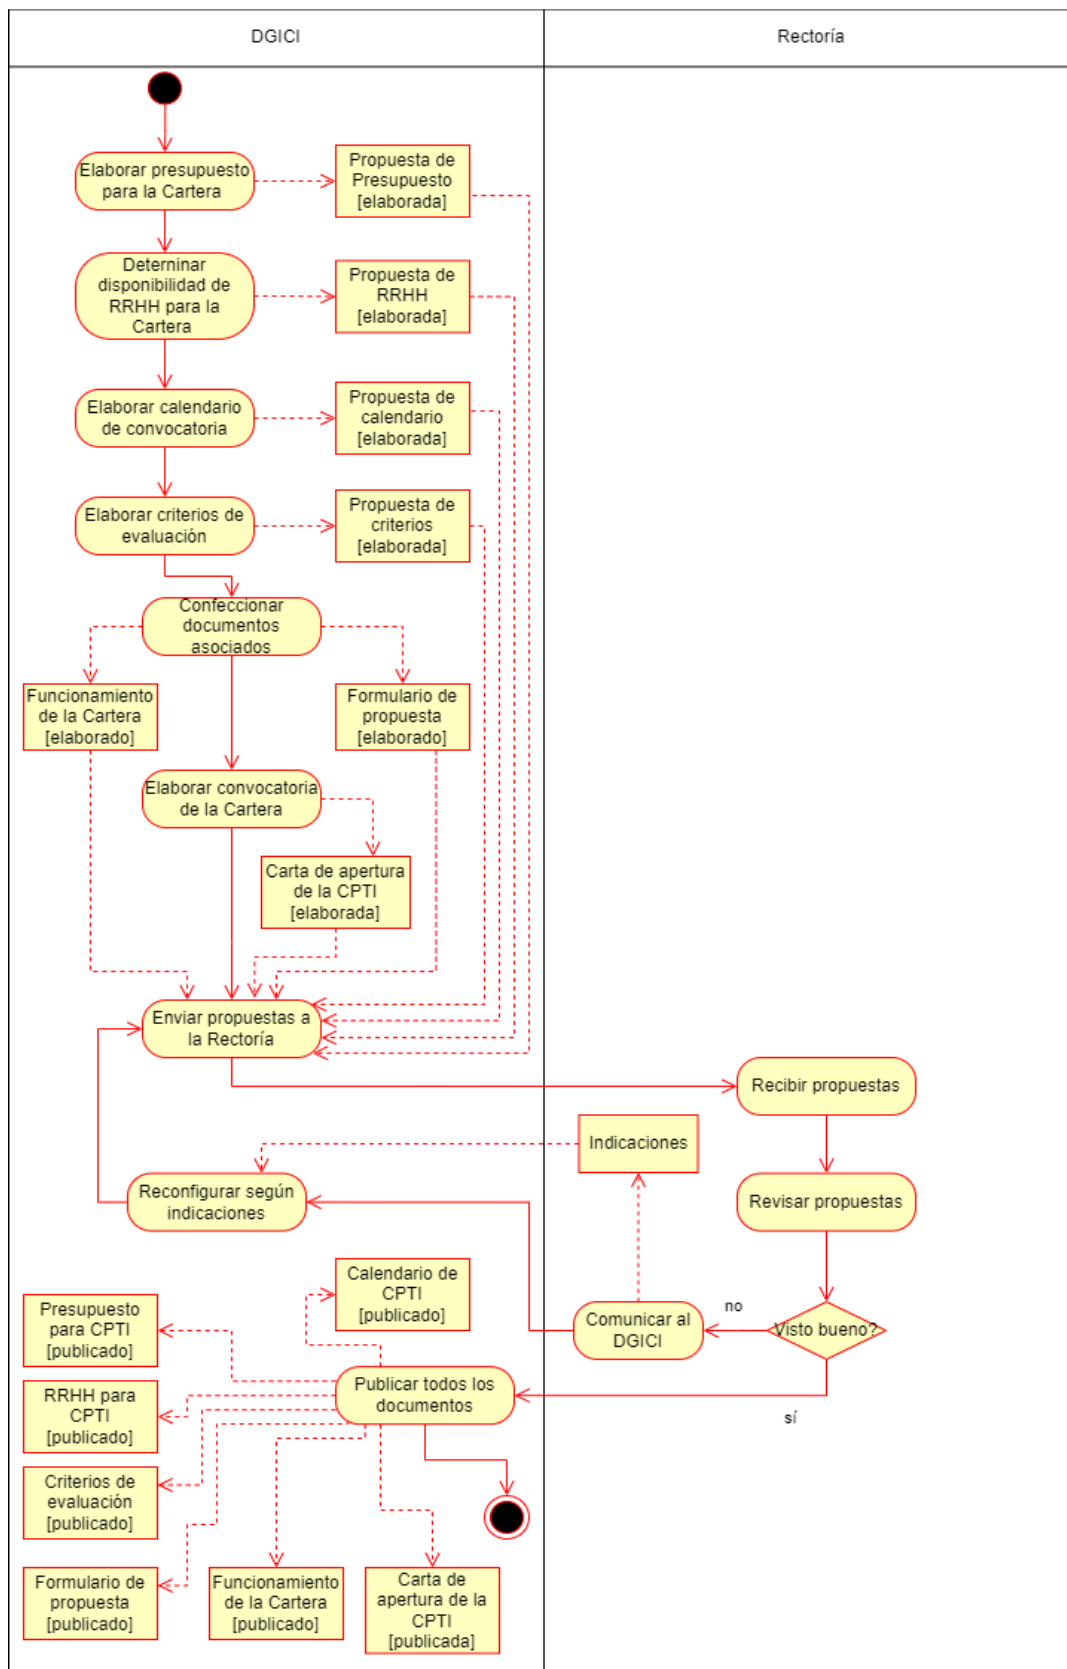 DGICI
Rectoría
Elaborar presupuesto
para la Cartera
Propuesta de
Presupuesto
[elaborada]
Deterninar
disponibilidad de
RRHH para la
Cartera
Propuesta de
RRHH
[elaborada]
Elaborar calendario
de convocatoria
Propuesta de
calendario
[elaborada]
Elaborar criterios de
evaluación
Propuesta de
criterios
[elaborada]
Confeccionar
documentos
asociados
Funcionamiento
de la Cartera
[elaborado]
Formulario de
propuesta
[elaborado]
Elaborar convocatoria
de la Cartera
Carta de apertura
de la CPTI
[elaborada]
Enviar propuestas a
la Rectoría
Recibir propuestas
Indicaciones
Reconfigurar según
indicaciones
Revisar propuestas
Calendario de
CPTI
[publicado]
Presupuesto
para CPTI
[publicado]
Comunicar al
DGICI
no
Visto bueno?
sí
Publicar todos los
documentos
RRHH para
CPTI
[publicado]
Criterios de
evaluación
[publicado]
Formulario de
propuesta
[publicado]
Funcionamiento
de la Cartera
[publicado]
Carta de
apertura de la
CPTI
[publicada]